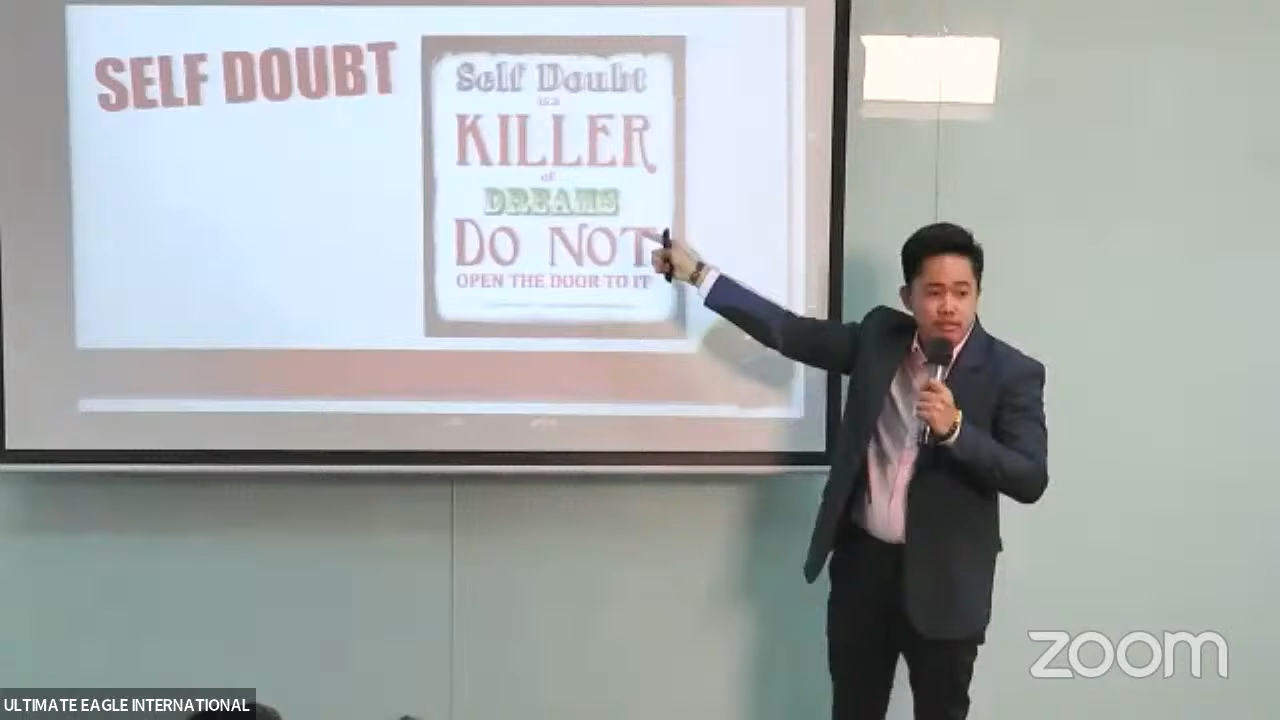 SELF DOUBT
Self Doubt
is a
KILLER
of
DREAMS
DO NOT
OPEN THE DOOR TO IT
zoom
ULTIMATE EAGLE INTERNATIONAL